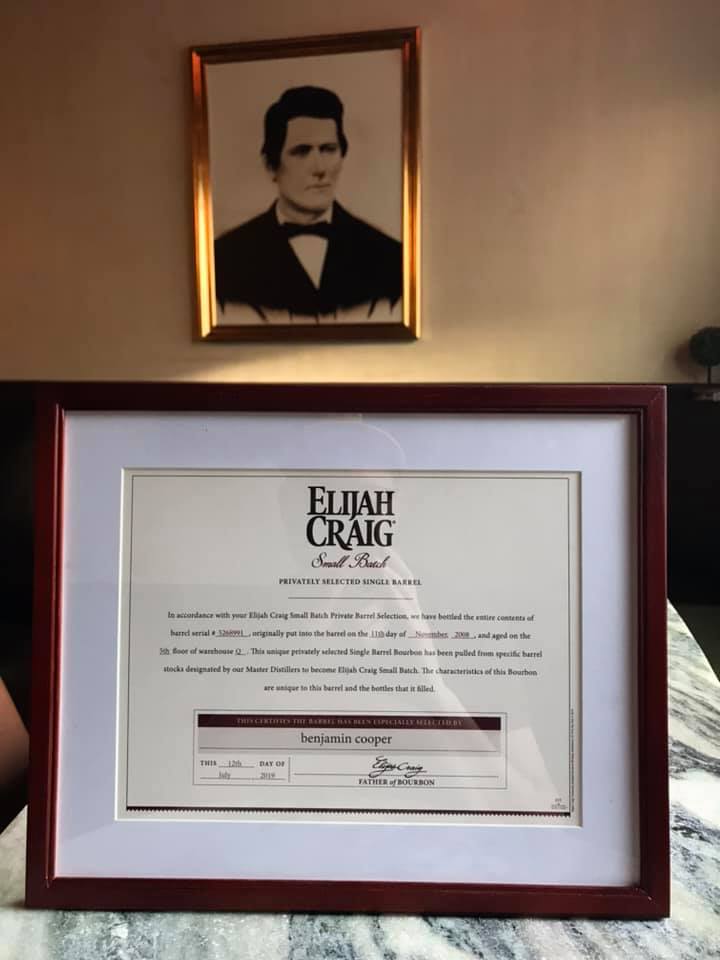 ELIJAH
CRAIG
Small Batch
PRIVATELY SELECTED SINGLE BARREL
In accordance with your Elijah Craig Small Batch Private Barrel Selection, we have bottled the entire contents of
barrel serial # 5268991 , originally put into the barrel on the 11th day of November, 2008 , and aged on the
5th floor of warehouse Q . This unique privately selected Single Barrel Bourbon has been pulled from specific barrel
stocks designated by our Master Distillers to become Elijah Craig Small Batch. The characteristics of this Bourbon
are unique to this barrel and the bottles that it filled.
THIS CERTIFIES THE BARREL HAS BEEN ESPECIALLY SELECTED BY
benjamin cooper
THIS 12th DAY OF
July 2019
Elijah Craig
FATHER of BOURBON